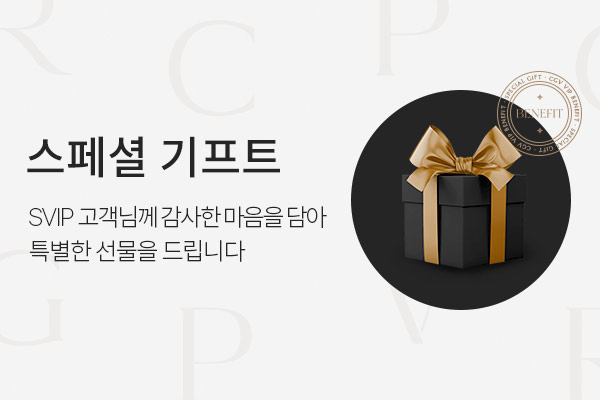 스페셜 기프트
SVIP 고객님께 감사한 마음을 담아
특별한 선물을 드립니다
SPECIAL GIFT · CGV VIP BENEFIT · SPECIAL GIFT · CGV VIP BENEFIT ·
BENEFIT